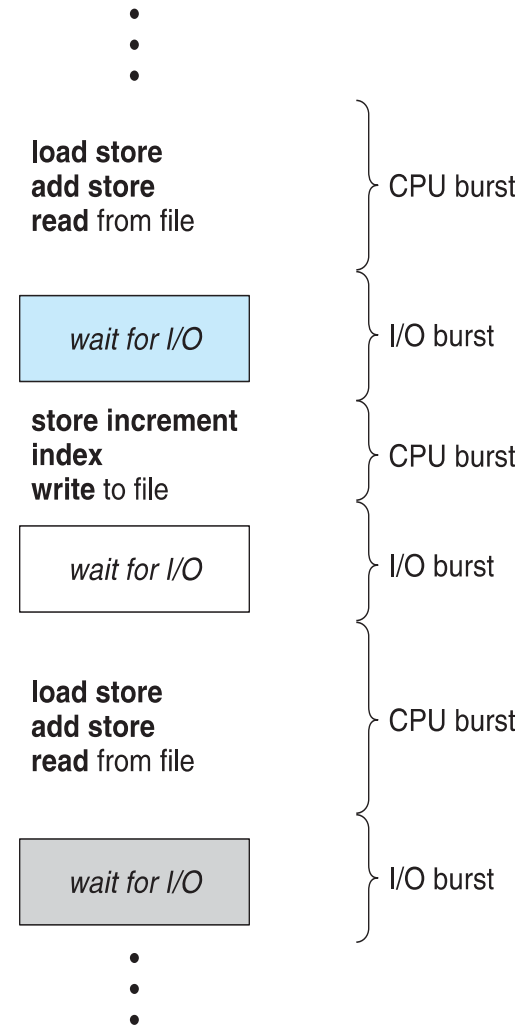 load store
add store
read from file
CPU burst
wait for I/O
I/O burst
store increment
index
write to file
CPU burst
wait for I/O
I/O burst
load store
add store
read from file
CPU burst
wait for I/O
I/O burst